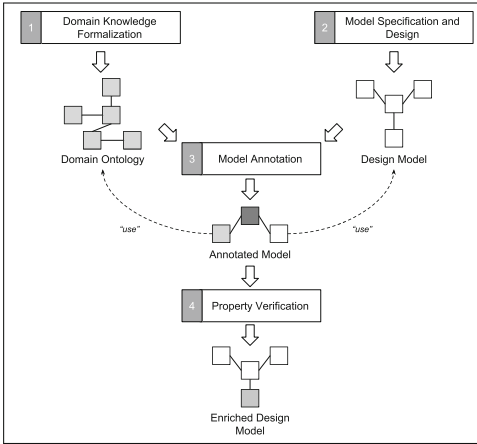 1
Domain Knowledge
Formalization
2
Model Specification and
Design
Domain Ontology
3
Model Annotation
Design Model
"use"
"use"
Annotated Model
4
Property Verification
Enriched Design
Model